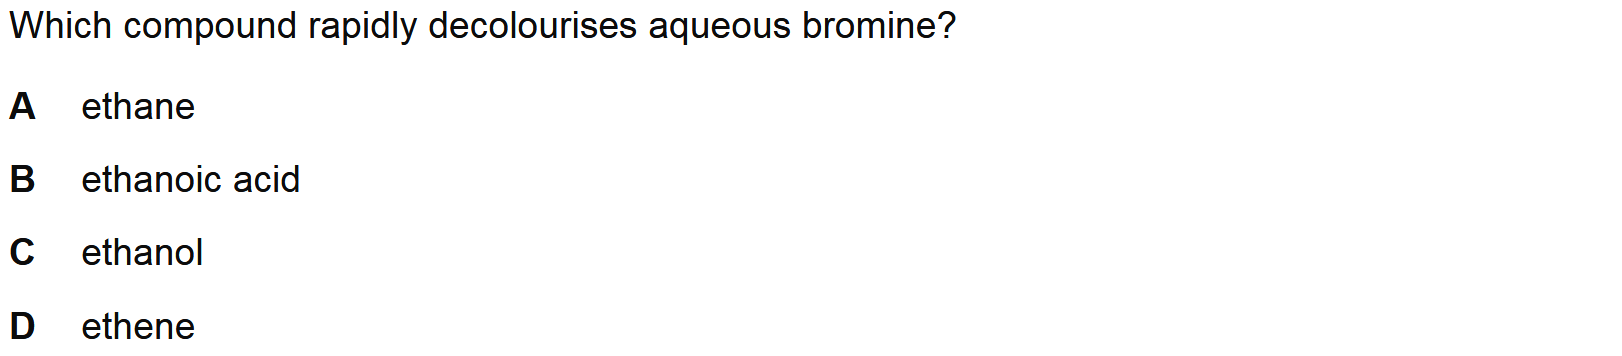 Which compound rapidly decolourises aqueous bromine?
A ethane
B ethanoic acid
C ethanol
D ethene